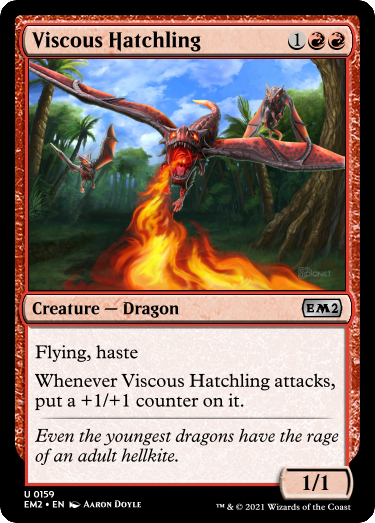 Viscous Hatchling 1
Creature — Dragon EM2
Flying, haste
Whenever Viscous Hatchling attacks,
put a +1/+1 counter on it.
Even the youngest dragons have the rage
of an adult hellkite.
1/1
U 0159
EM2 • EN AARON DOYLE
™ & © 2021 Wizards of the Coast